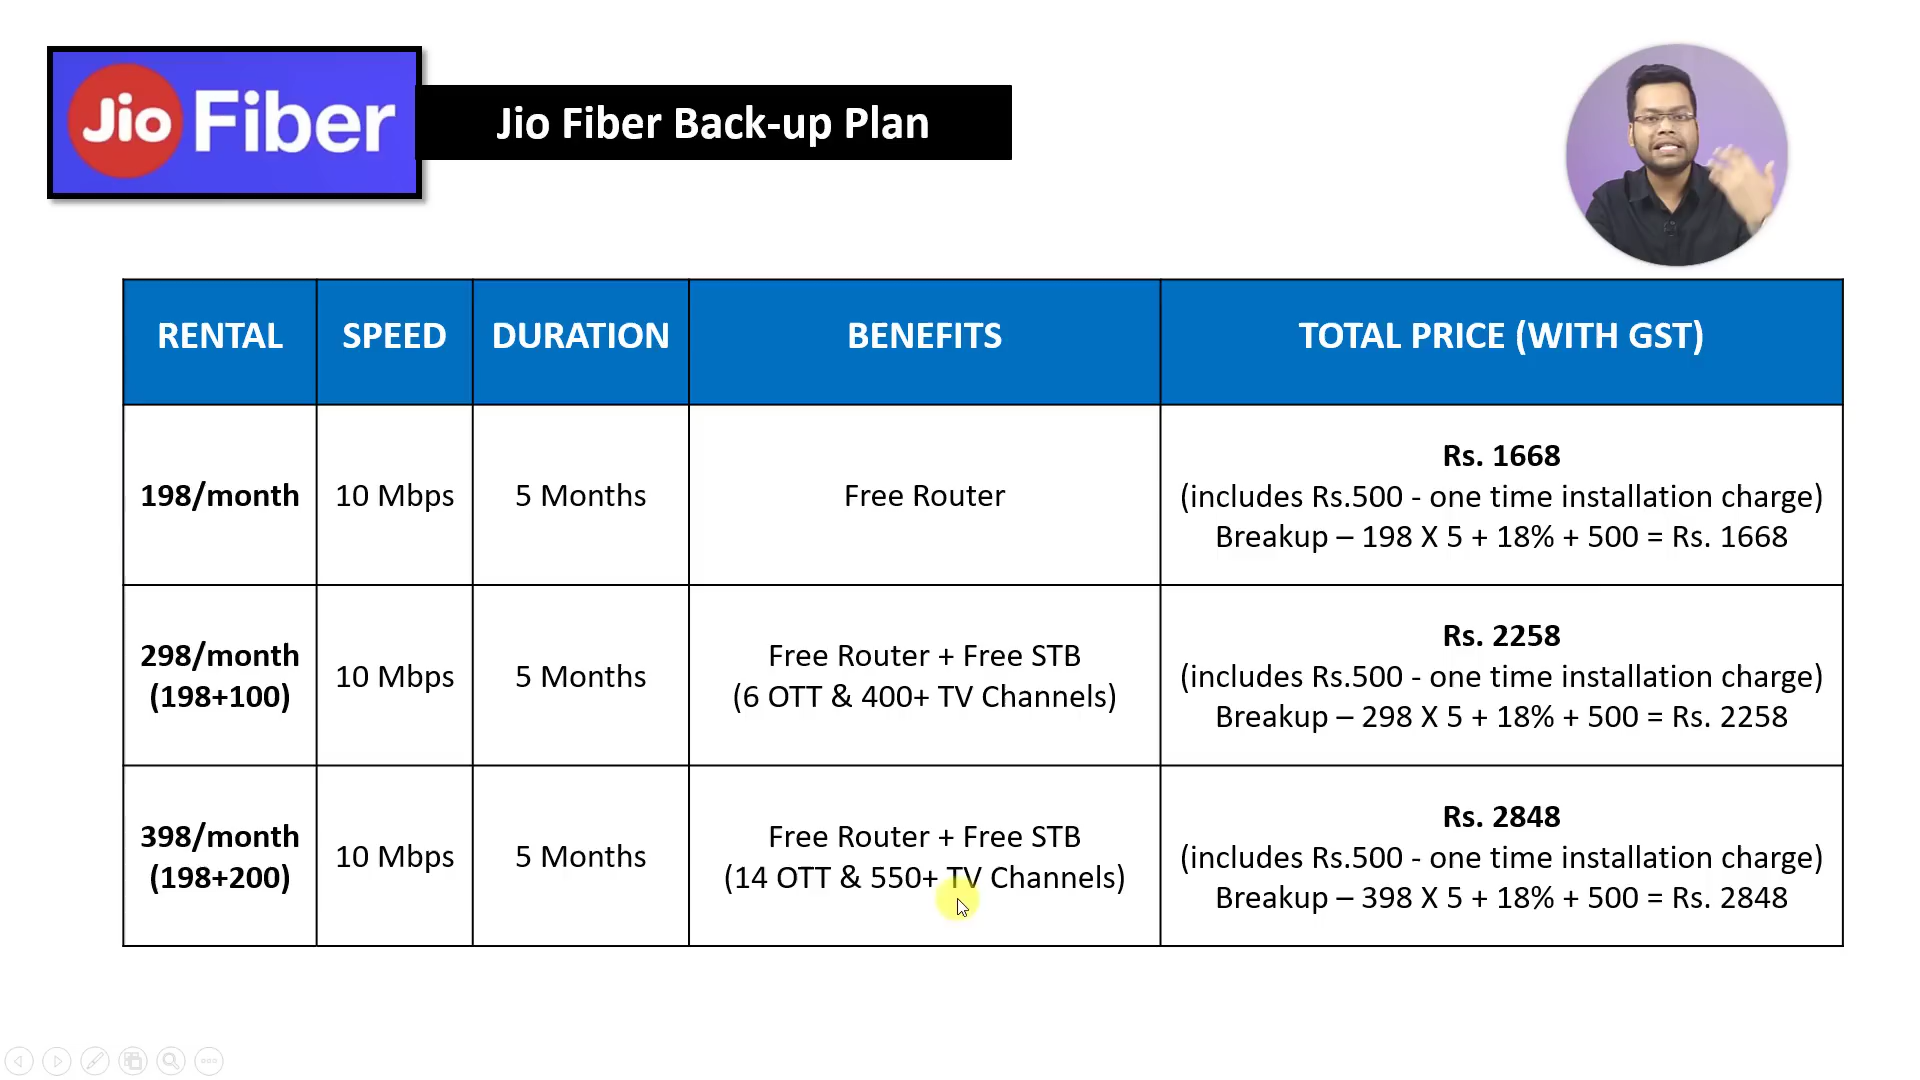 Jio Fiber
Jio Fiber Back-up Plan
RENTAL
SPEED
DURATION
BENEFITS
TOTAL PRICE (WITH GST)
198/month
10 Mbps
5 Months
Free Router
Rs. 1668
(includes Rs.500 - one time installation charge)
Breakup – 198 X 5 + 18% + 500 = Rs. 1668
298/month
(198+100)
10 Mbps
5 Months
Free Router + Free STB
(6 OTT & 400+ TV Channels)
Rs. 2258
(includes Rs.500 - one time installation charge)
Breakup – 298 X 5 + 18% + 500 = Rs. 2258
398/month
(198+200)
10 Mbps
5 Months
Free Router + Free STB
(14 OTT & 550+ TV Channels)
Rs. 2848
(includes Rs.500 - one time installation charge)
Breakup – 398 X 5 + 18% + 500 = Rs. 2848